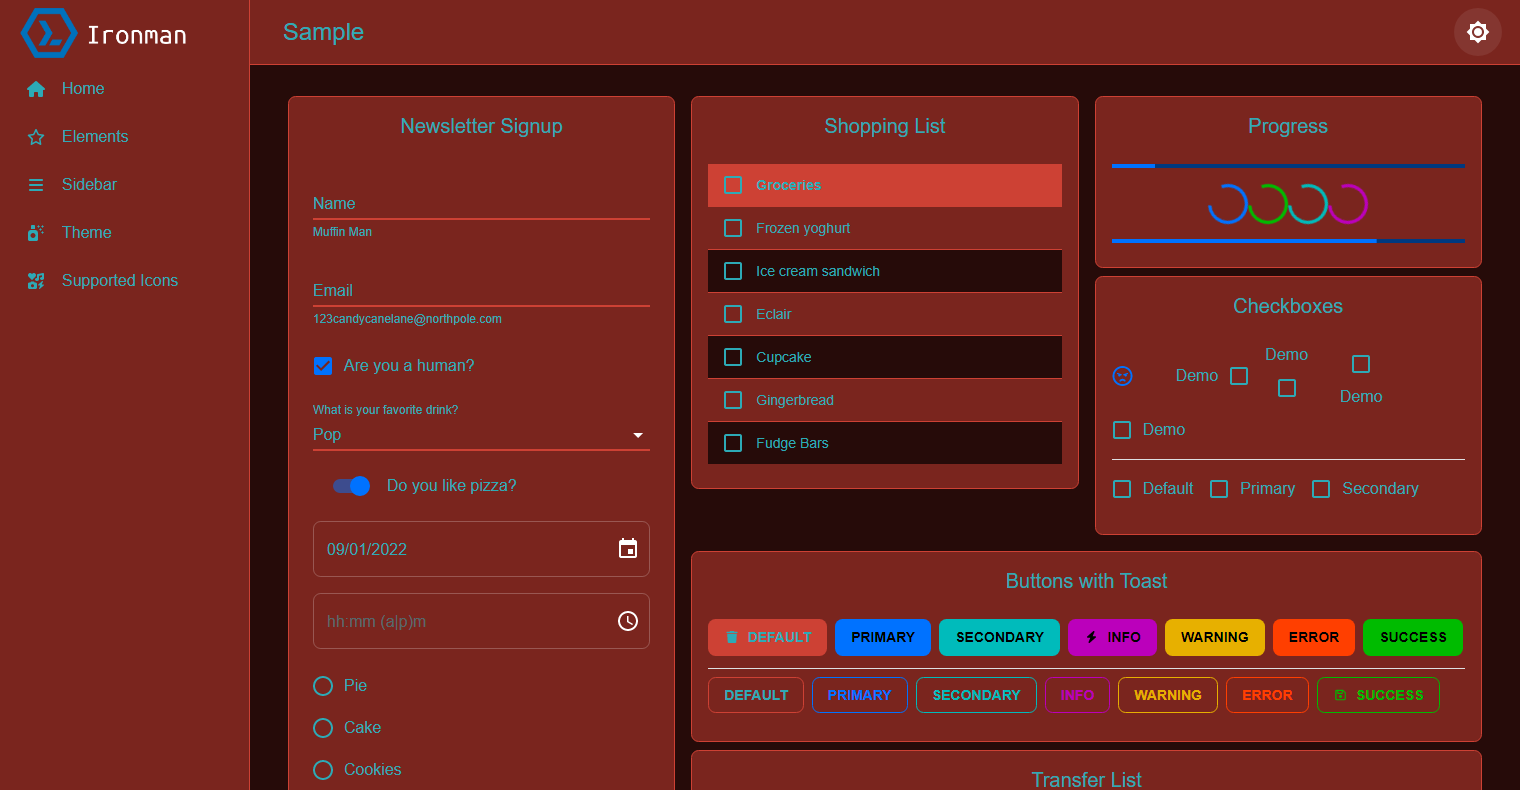 Ironman
Home
Elements
Sidebar
Theme
Supported Icons
Sample
Newsletter Signup
Name
Muffin Man
Email
123candycanelane@northpole.com
Are you a human?
What is your favorite drink?
Pop
Do you like pizza?
09/01/2022
hh:mm (a|p)m
Pie
Cake
Cookies
Shopping List
Groceries
Frozen yoghurt
Ice cream sandwich
Eclair
Cupcake
Gingerbread
Fudge Bars
Progress
Checkboxes
Demo
Demo
Demo
Demo
Default Primary Secondary
Buttons with Toast
DEFAULT PRIMARY SECONDARY INFO WARNING ERROR SUCCESS
DEFAULT PRIMARY SECONDARY INFO WARNING ERROR SUCCESS
Transfer List